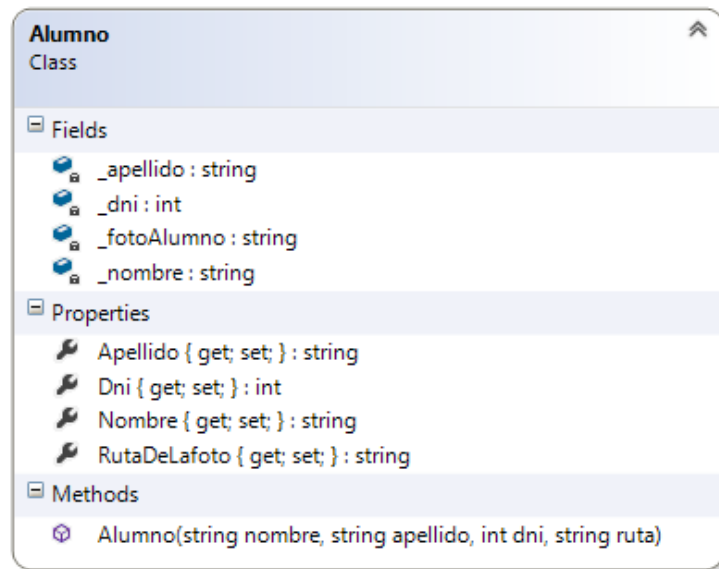 Alumno
Class
Fields
_apellido : string
_dni : int
_fotoAlumno : string
_nombre : string
Properties
Apellido { get; set; } : string
Dni { get; set; } : int
Nombre { get; set; } : string
RutaDeLafoto { get; set; } : string
Methods
Alumno(string nombre, string apellido, int dni, string ruta)